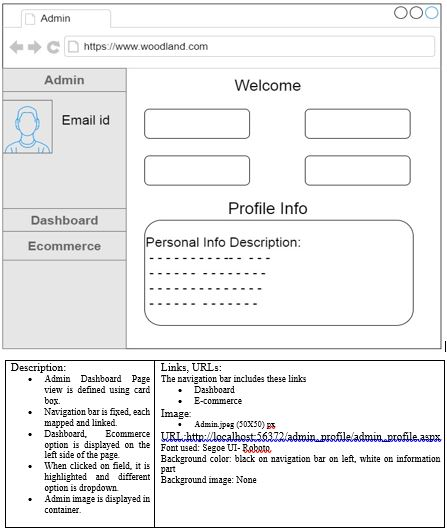 Admin
https://www.woodland.com
Admin
Email id
Dashboard
Ecommerce
Welcome
Profile Info
Personal Info Description:
Description:
• Admin Dashboard Page
view is defined using card
box.
• Navigation bar is fixed, each
mapped and linked.
• Dashboard, Ecommerce
option is displayed on the
left side of the page.
• When clicked on field, it is
highlighted and different
option is dropdown.
• Admin image is displayed in
container.
Links, URLs:
The navigation bar includes these links
• Dashboard
• E-commerce
Image:
• Admin.jpeg (50X50) px
URL:http://localhost:56372/admin_profile/admin_profile.aspx
Font used: Segoe UI- Roboto
Background color: black on navigation bar on left, white on information
part
Background image: None